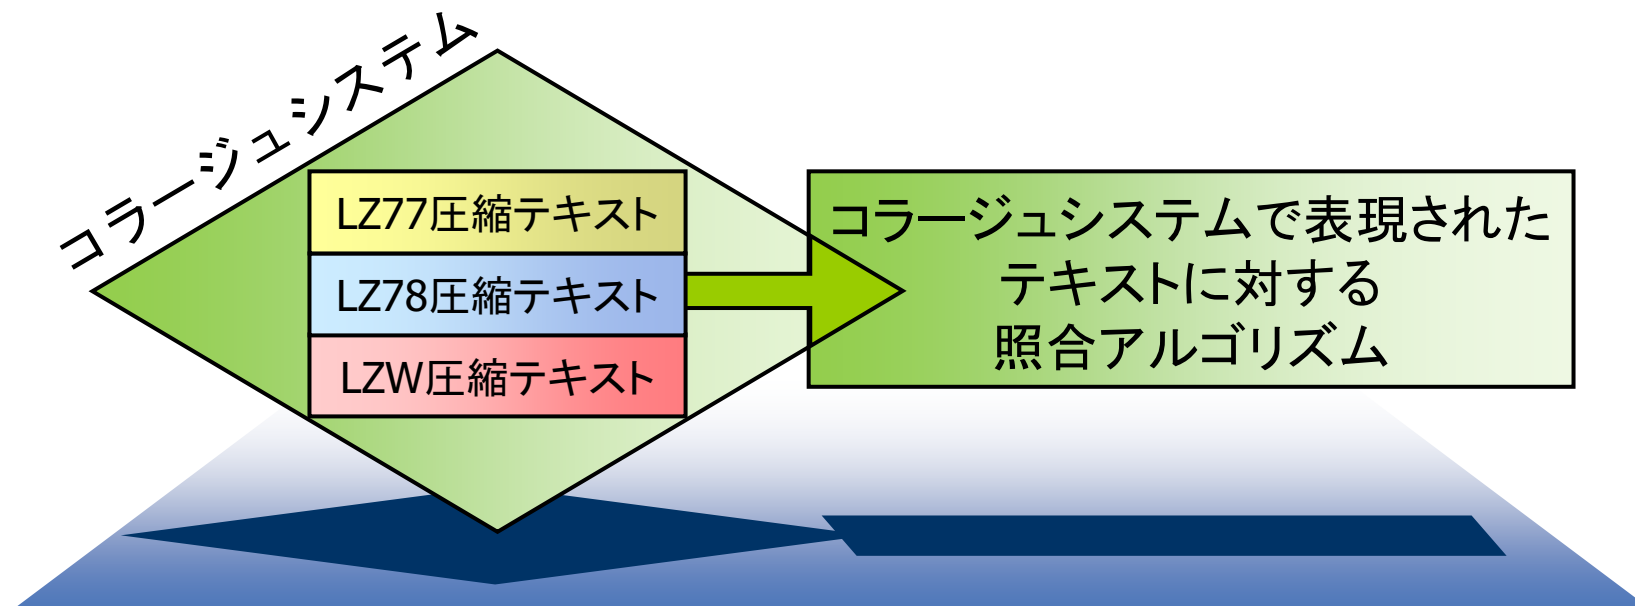 コラージュシステム
LZ77圧縮テキスト
LZ78圧縮テキスト
LZW圧縮テキスト
コラージュシステムで表現された
テキストに対する
照合アルゴリズム